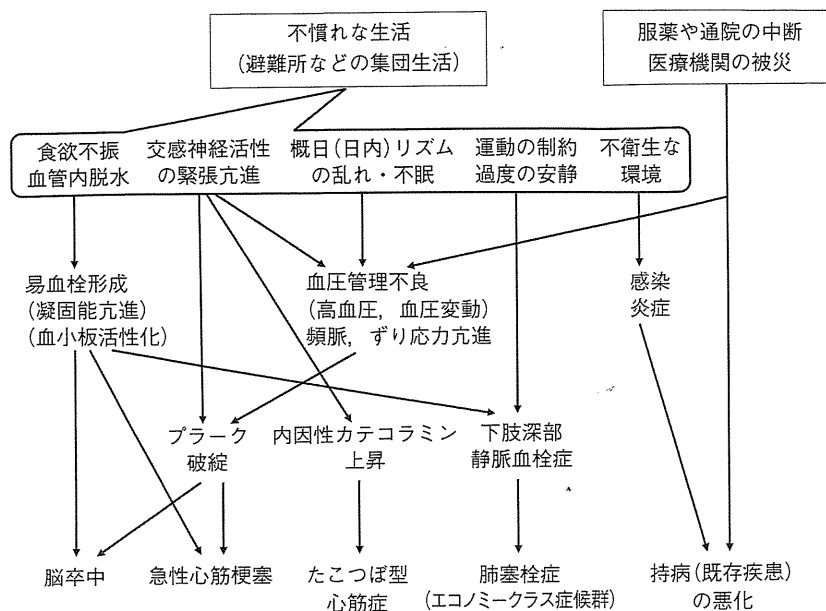 不慣れな生活
(避難所などの集団生活)
服薬や通院の中断
医療機関の被災
食欲不振
血管内脱水
交感神経活性
の緊張亢進
概日(日内)リズム
の乱れ・不眠
運動の制約
過度の安静
不衛生な
環境
易血栓形成
(凝固能亢進)
(血小板活性化)
血圧管理不良
(高血圧，血圧変動)
頻脈，ずり応力亢進
感染
炎症
プラーク
破綻
内因性カテコラミン
上昇
下肢深部
静脈血栓症
脳卒中
急性心筋梗塞
たこつぼ型
心筋症
肺塞栓症
(エコノミークラス症候群)
持病(既存疾患)
の悪化